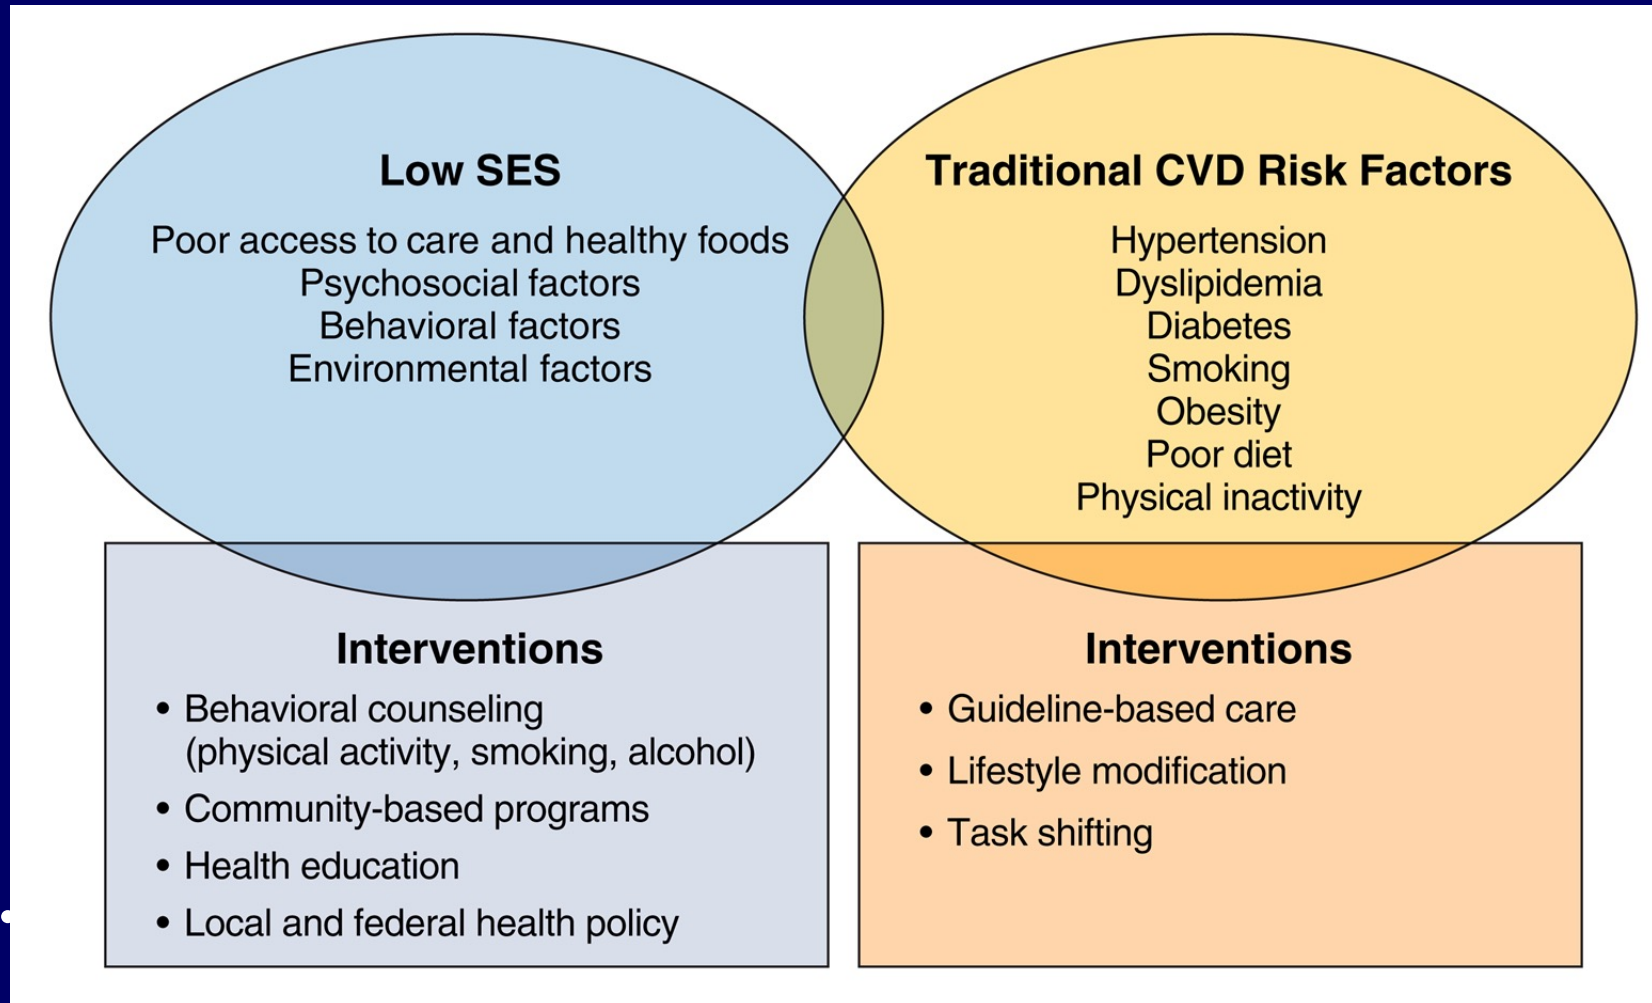 Low SES
Poor access to care and healthy foods
Psychosocial factors
Behavioral factors
Environmental factors
Traditional CVD Risk Factors
Hypertension
Dyslipidemia
Diabetes
Smoking
Obesity
Poor diet
Physical inactivity
Interventions
• Behavioral counseling
(physical activity, smoking, alcohol)
• Community-based programs
• Health education
• Local and federal health policy
Interventions
• Guideline-based care
• Lifestyle modification
• Task shifting